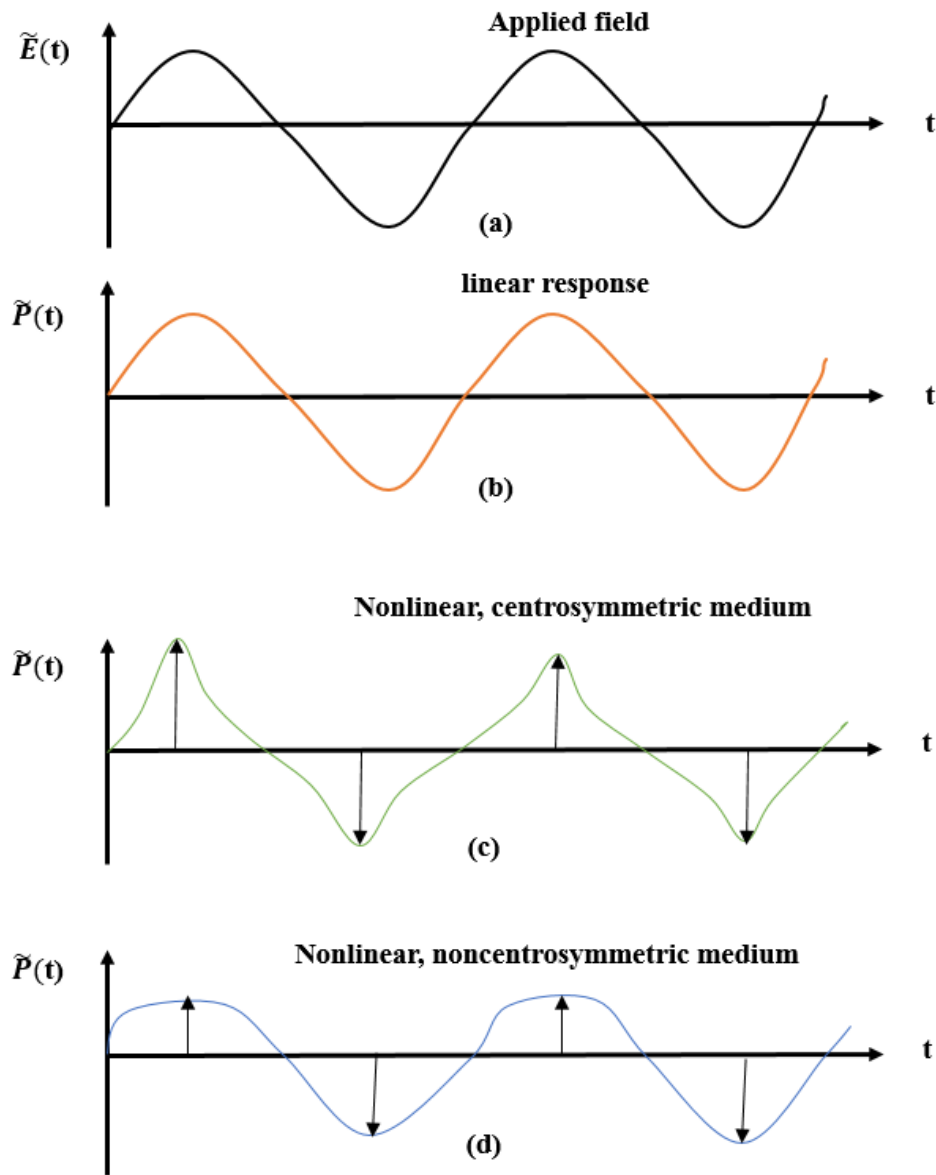 Applied field
Ẽ(t)
t
(a)
linear response
P̃(t)
t
(b)
Nonlinear, centrosymmetric medium
P̃(t)
t
(c)
Nonlinear, noncentrosymmetric medium
P̃(t)
t
(d)